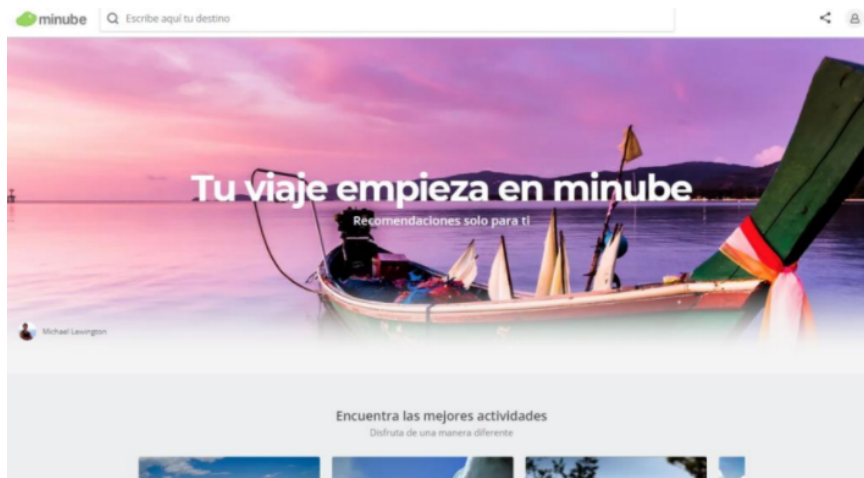 minube
Escribe aquí tu destino
Tu viaje empieza en minube
Recomendaciones solo para ti
Michael Lewington
Encuentra las mejores actividades
Disfruta de una manera diferente